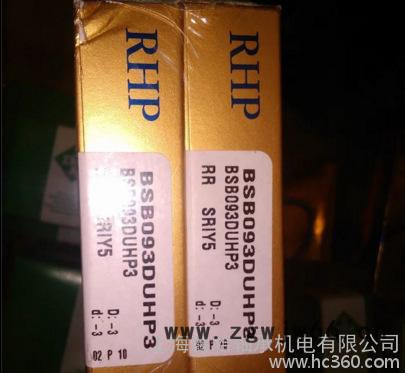 RHP
BSB093DUHP3
BSB093DUHP3
SRIY5
D: -3
d: -3
02 P 10
RHP
BSB093DUHP3
BSB093DUHP3
RR SRIY5
D: -3
d: -3
机电有限公司
www.hc360.com